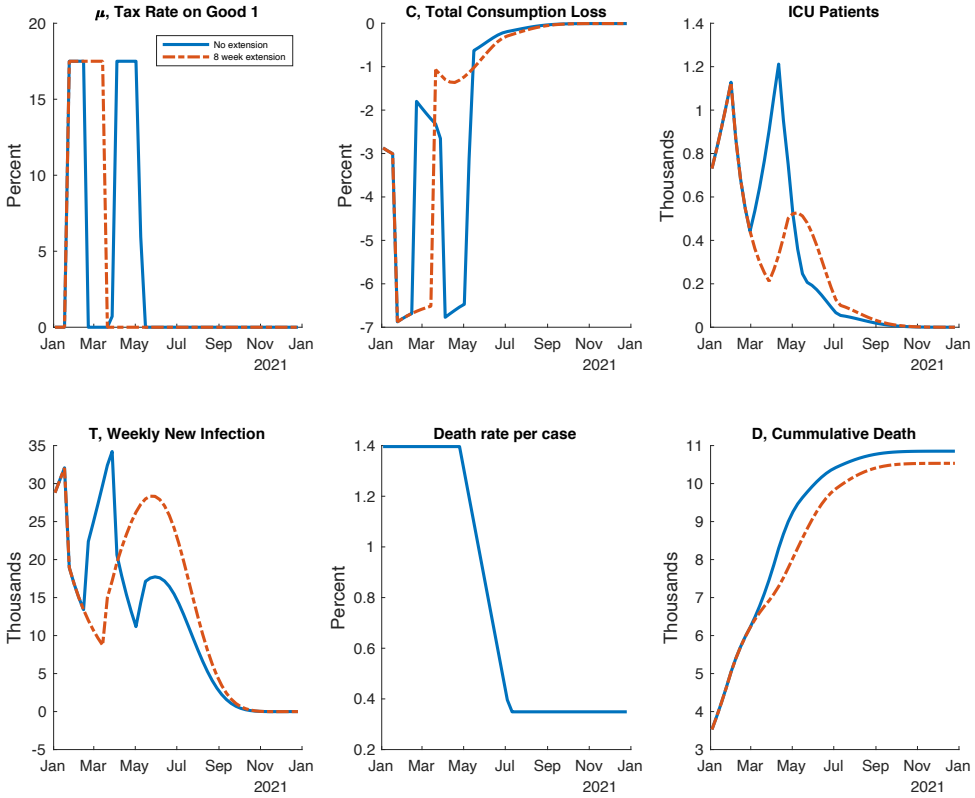 μ, Tax Rate on Good 1
20
15
10
5
0
Percent
No extension
8 week extension
Jan Mar May Jul Sep Nov Jan
2021
C, Total Consumption Loss
0
-1
-2
-3
-4
-5
-6
-7
Percent
Jan Mar May Jul Sep Nov Jan
2021
ICU Patients
1.4
1.2
1
0.8
0.6
0.4
0.2
0
Thousands
Jan Mar May Jul Sep Nov Jan
2021
T, Weekly New Infection
35
30
25
20
15
10
5
0
-5
Thousands
Jan Mar May Jul Sep Nov Jan
2021
Death rate per case
1.4
1.2
1
0.8
0.6
0.4
0.2
Percent
Jan Mar May Jul Sep Nov Jan
2021
D, Cummulative Death
11
10
9
8
7
6
5
4
3
Thousands
Jan Mar May Jul Sep Nov Jan
2021